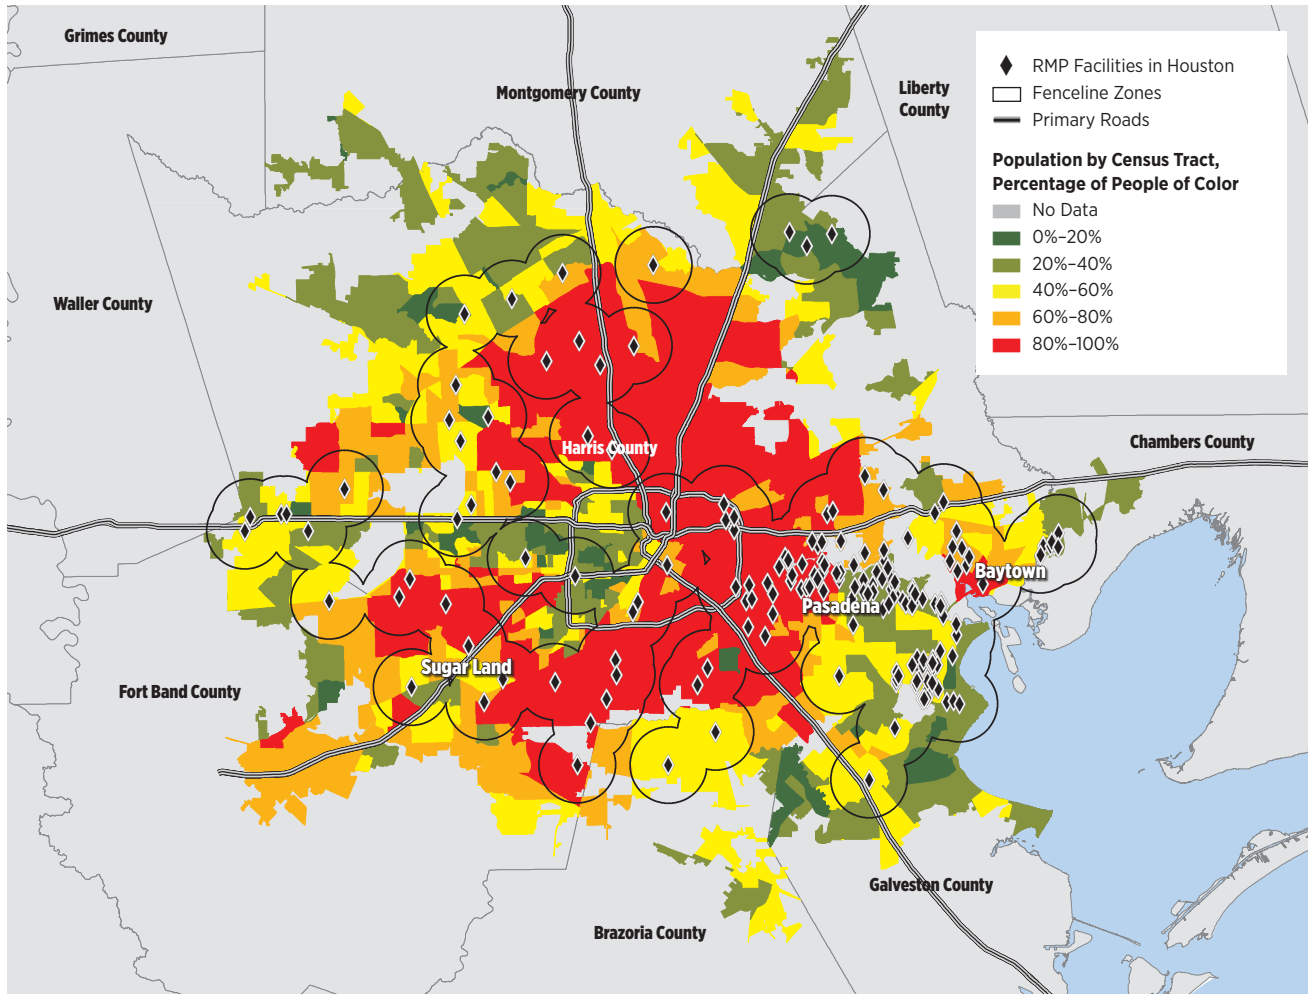 Grimes County
Montgomery County
Liberty
County
RMP Facilities in Houston
Fenceline Zones
Primary Roads
Population by Census Tract,
Percentage of People of Color
No Data
0%–20%
20%–40%
40%–60%
60%–80%
80%–100%
Waller County
Harris County
Chambers County
Baytown
Pasadena
Sugar Land
Fort Band County
Galveston County
Brazoria County